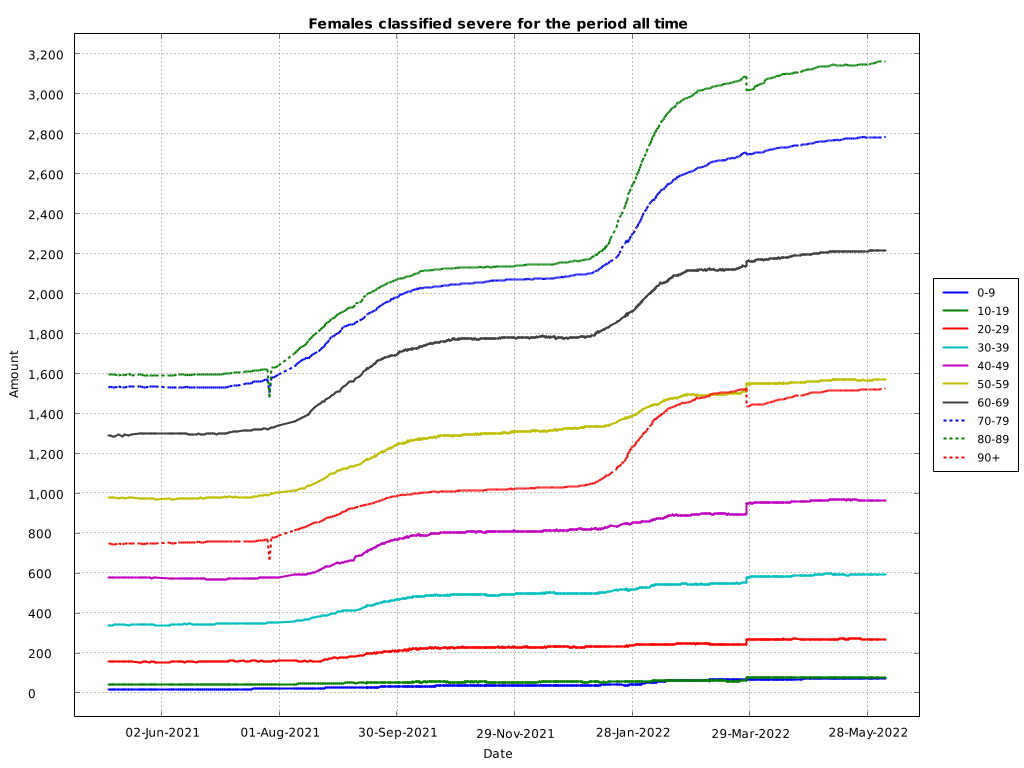 Females classified severe for the period all time
3,200
3,000
2,800
2,600
2,400
2,200
2,000
1,800
1,600
1,400
1,200
1,000
800
600
400
200
0
Amount
02-Jun-2021
01-Aug-2021
30-Sep-2021
29-Nov-2021
28-Jan-2022
29-Mar-2022
28-May-2022
Date
0-9
10-19
20-29
30-39
40-49
50-59
60-69
70-79
80-89
90+